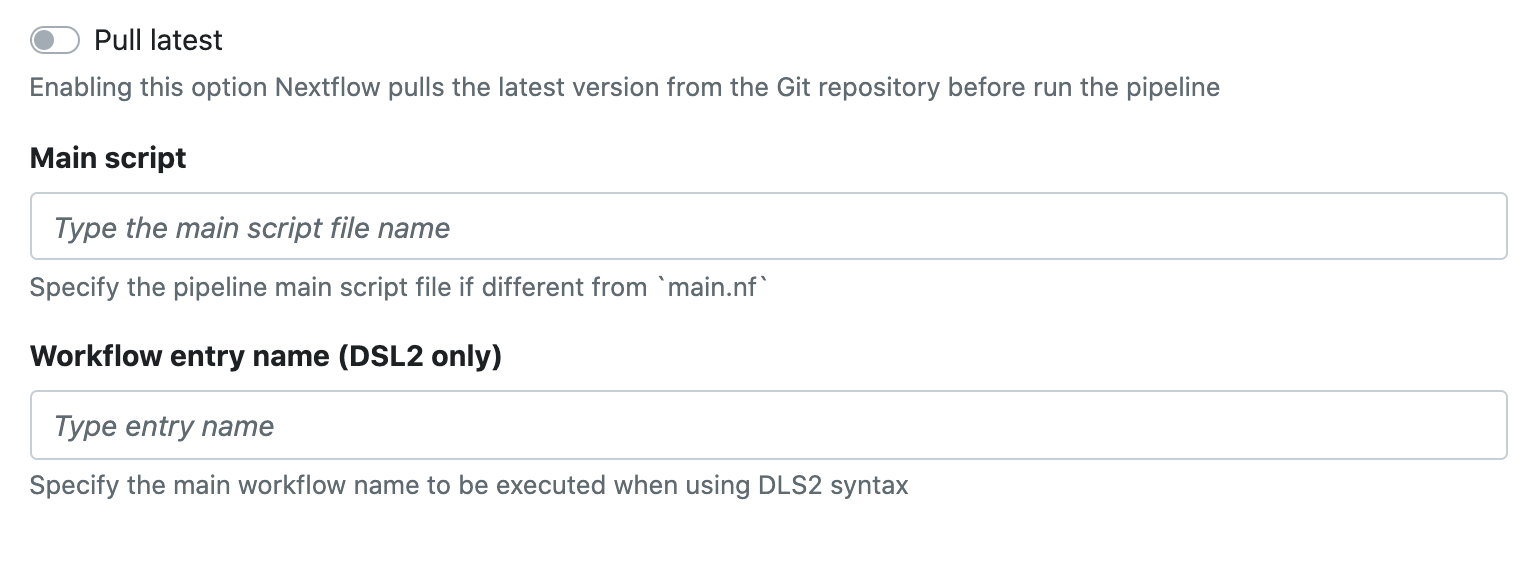 Pull latest
Enabling this option Nextflow pulls the latest version from the Git repository before run the pipeline
Main script
Type the main script file name
Specify the pipeline main script file if different from `main.nf`
Workflow entry name (DSL2 only)
Type entry name
Specify the main workflow name to be executed when using DLS2 syntax